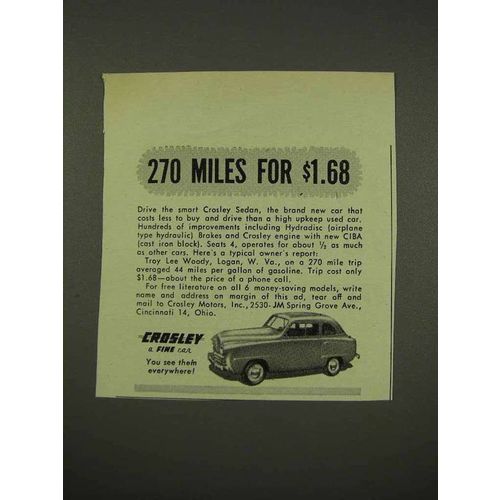 270 MILES FOR $1.68
Drive the smart Crosley Sedan, the brand new car that
costs less to buy and drive than a high upkeep used car.
Hundreds of improvements including Hydradisc (airplane
type hydraulic) Brakes and Crosley engine with new CIBA
(cast iron block). Seats 4, operates for about ⅓ as much
as other cars. Here's a typical owner's report:
Troy Lee Woody, Logan, W. Va., on a 270 mile trip
averaged 44 miles per gallon of gasoline. Trip cost only
$1.68—about the price of a phone call.
For free literature on all 6 money-saving models, write
name and address on margin of this ad, tear off and
mail to Crosley Motors, Inc., 2530-JM Spring Grove Ave.,
Cincinnati 14, Ohio.
CROSLEY
a FINE car
You see them
everywhere!